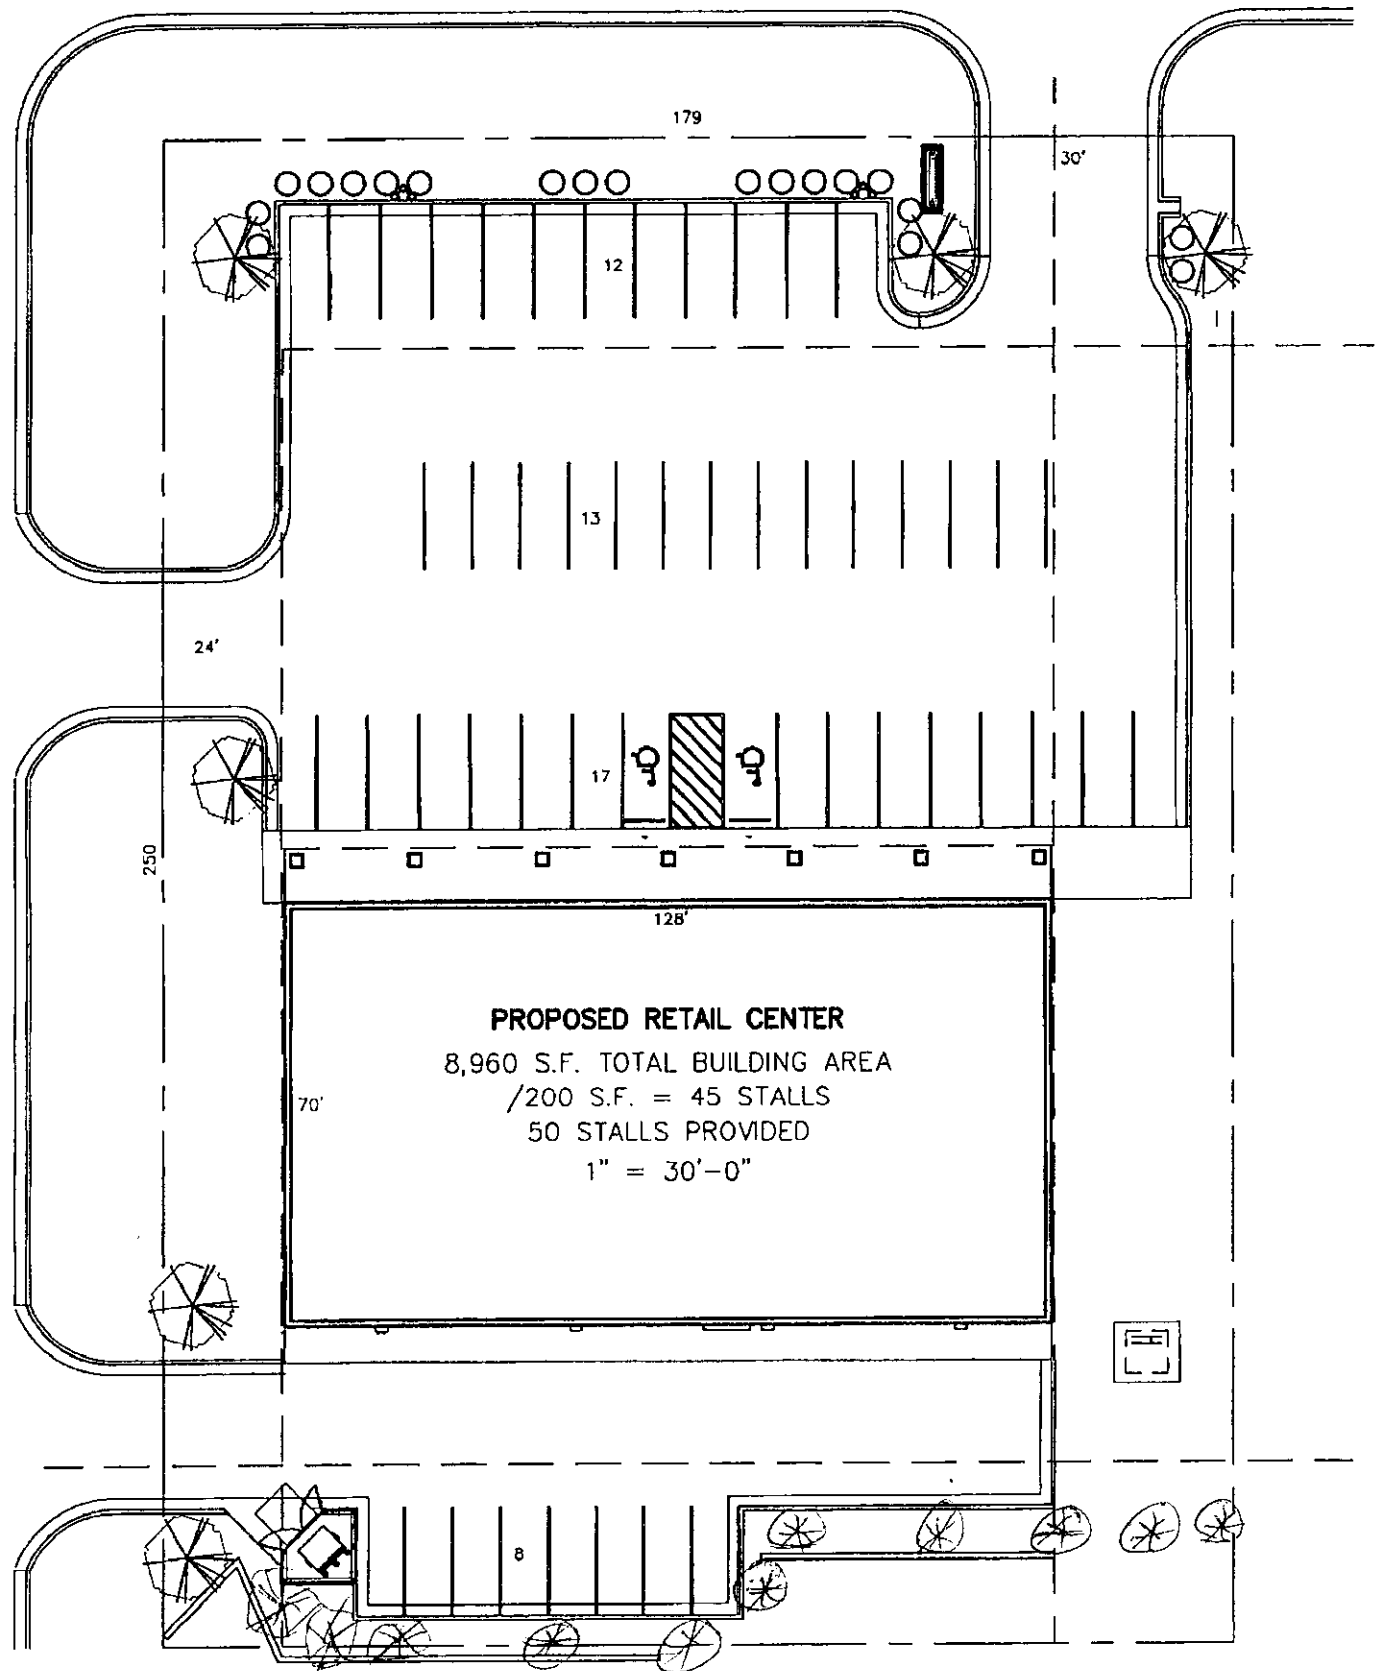 179
30'
12
13
24'
17
250
128'
PROPOSED RETAIL CENTER
8,960 S.F. TOTAL BUILDING AREA
/200 S.F. = 45 STALLS
70'
50 STALLS PROVIDED
1" = 30'-0"
8